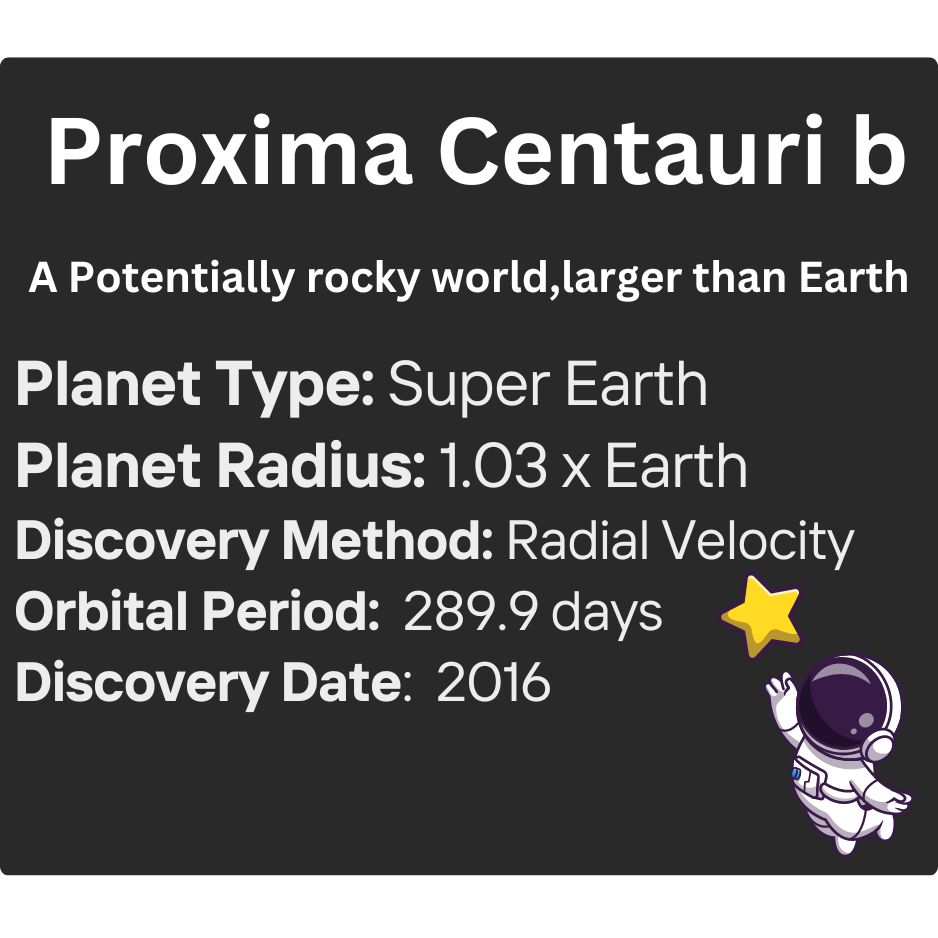 Proxima Centauri b
A Potentially rocky world,larger than Earth
Planet Type: Super Earth
Planet Radius: 1.03 x Earth
Discovery Method: Radial Velocity
Orbital Period: 289.9 days
Discovery Date: 2016